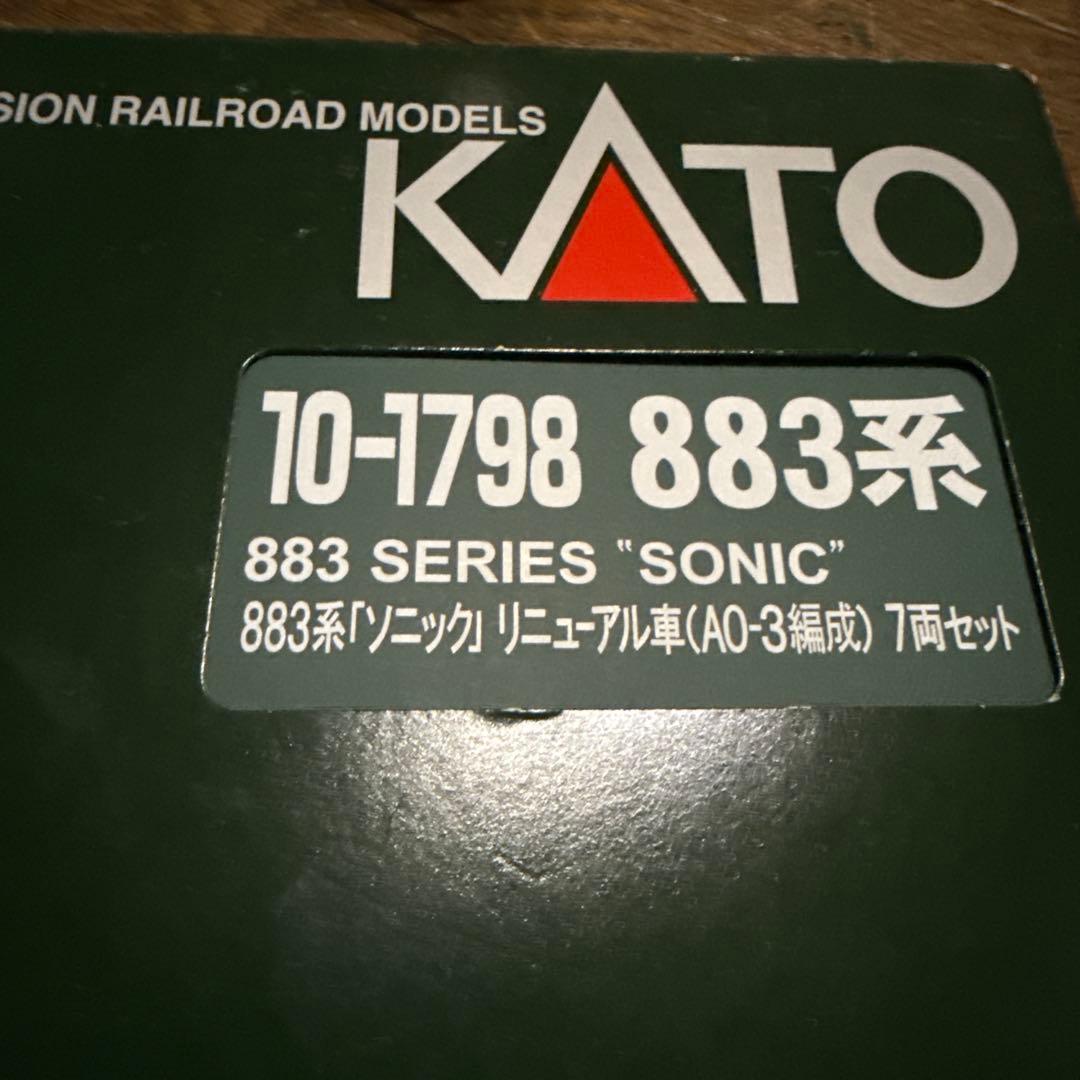 SION RAILROAD MODELS
KATO
10-1798 883系
883 SERIES "SONIC"
883系「ソニック」 リニューアル車(AO-3編成) 7両セット